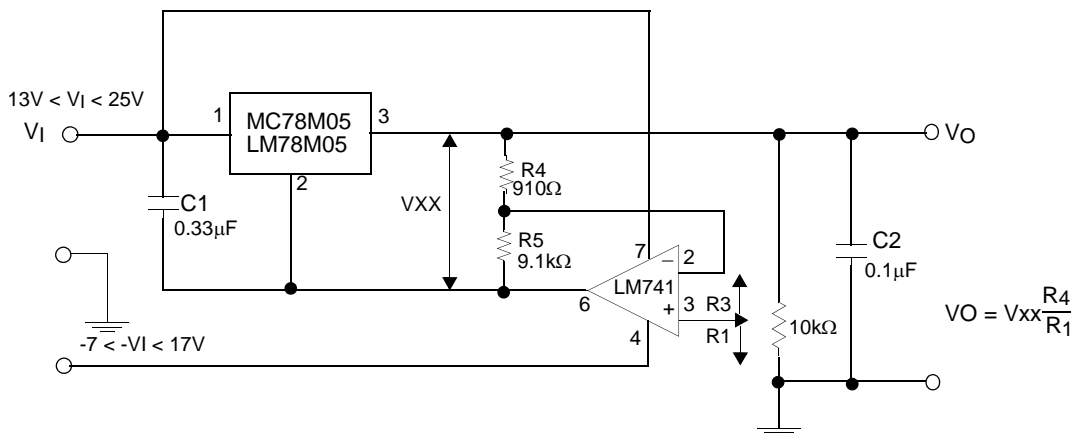 13V < VI < 25V
VI
1
MC78M05
LM78M05
3
2
VO
C1
0.33µF
VXX
R4
910Ω
R5
9.1kΩ
7
–
2
LM741
6
+
3
4
R3
R1
10kΩ
C2
0.1µF
VO = Vxx R4/R1
-7 < -VI < 17V